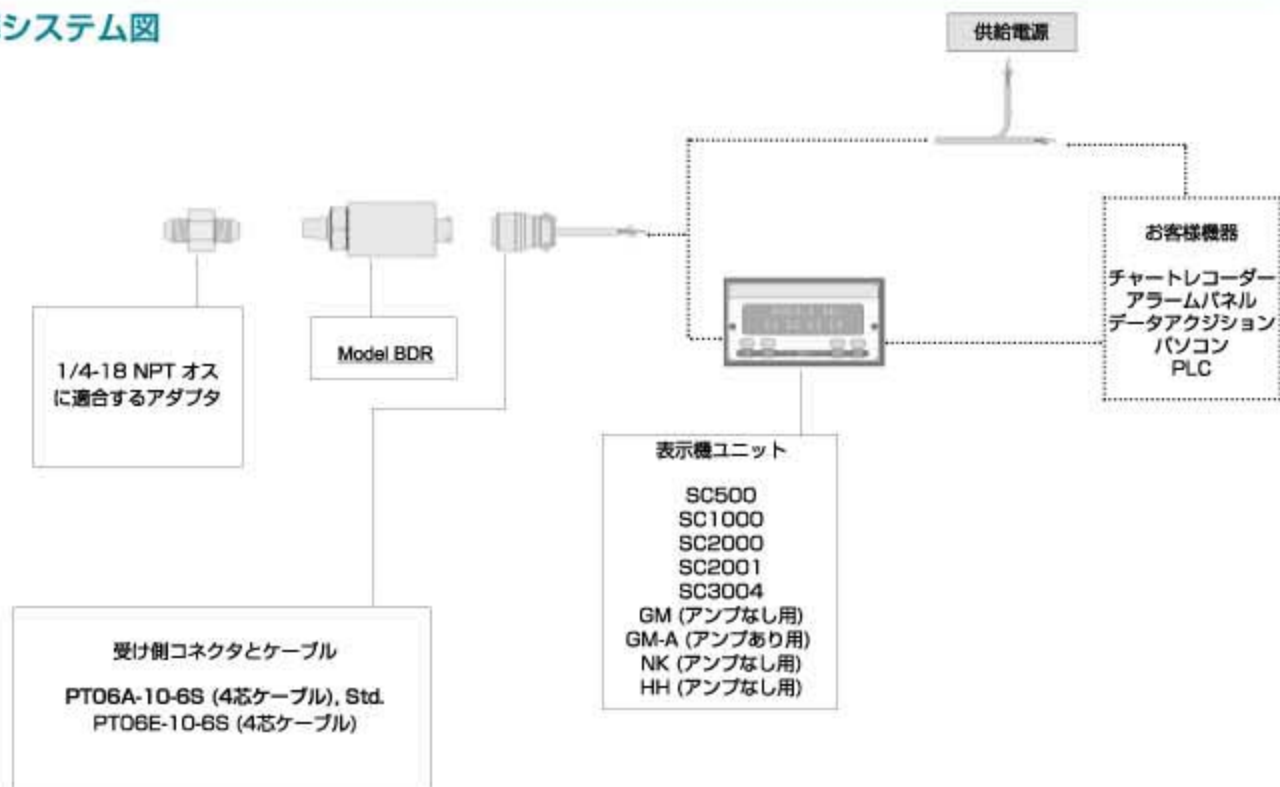 システム図
供給電源
お客様機器
チャートレコーダー
アラームパネル
データアクジション
パソコン
PLC
1/4-18 NPT オス
に適合するアダプタ
Model BDR
表示機ユニット
SC500
SC1000
SC2000
SC2001
SC3004
GM (アンプなし用)
GM-A (アンプあり用)
NK (アンプなし用)
HH (アンプなし用)
受け側コネクタとケーブル
PT06A-10-6S (4芯ケーブル), Std.
PT06E-10-6S (4芯ケーブル)